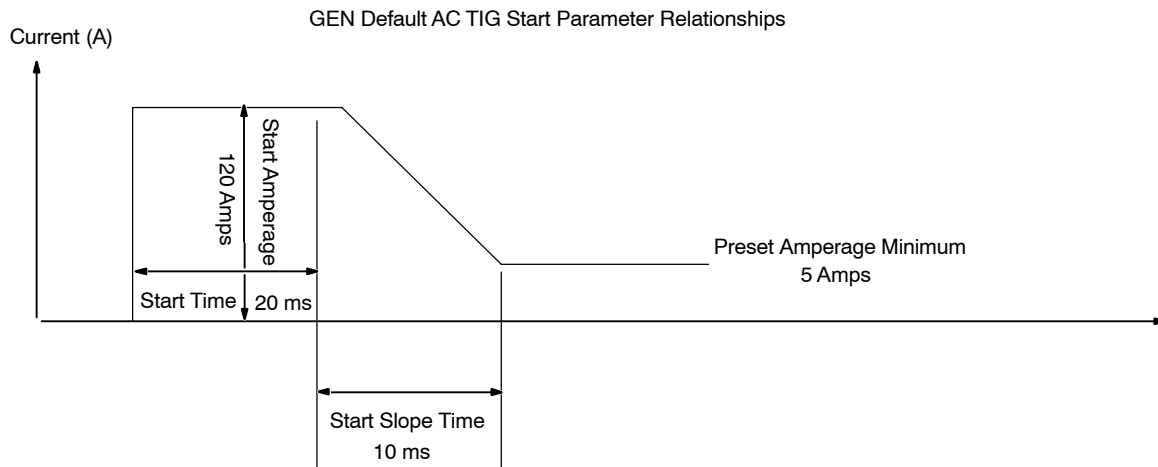 GEN Default AC TIG Start Parameter Relationships
Current (A)
Start Amperage
120 Amps
Preset Amperage Minimum
5 Amps
Start Time
20 ms
Start Slope Time
10 ms